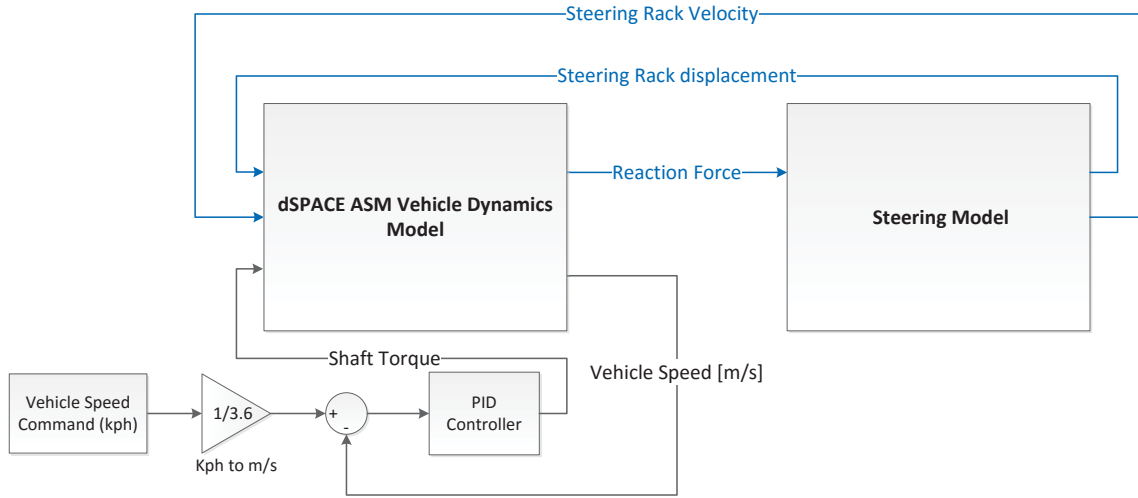 Steering Rack Velocity
Steering Rack displacement
dSPACE ASM Vehicle Dynamics
Model
Reaction Force
Steering Model
Shaft Torque
Vehicle Speed [m/s]
Vehicle Speed
Command (kph)
1/3.6
Kph to m/s
+
-
PID
Controller